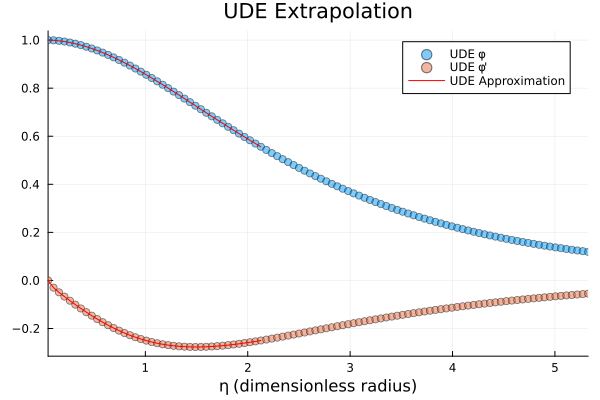 UDE Extrapolation
UDE φ
UDE φ'
UDE Approximation
1.0
0.8
0.6
0.4
0.2
0.0
−0.2
1 2 3 4 5
η (dimensionless radius)